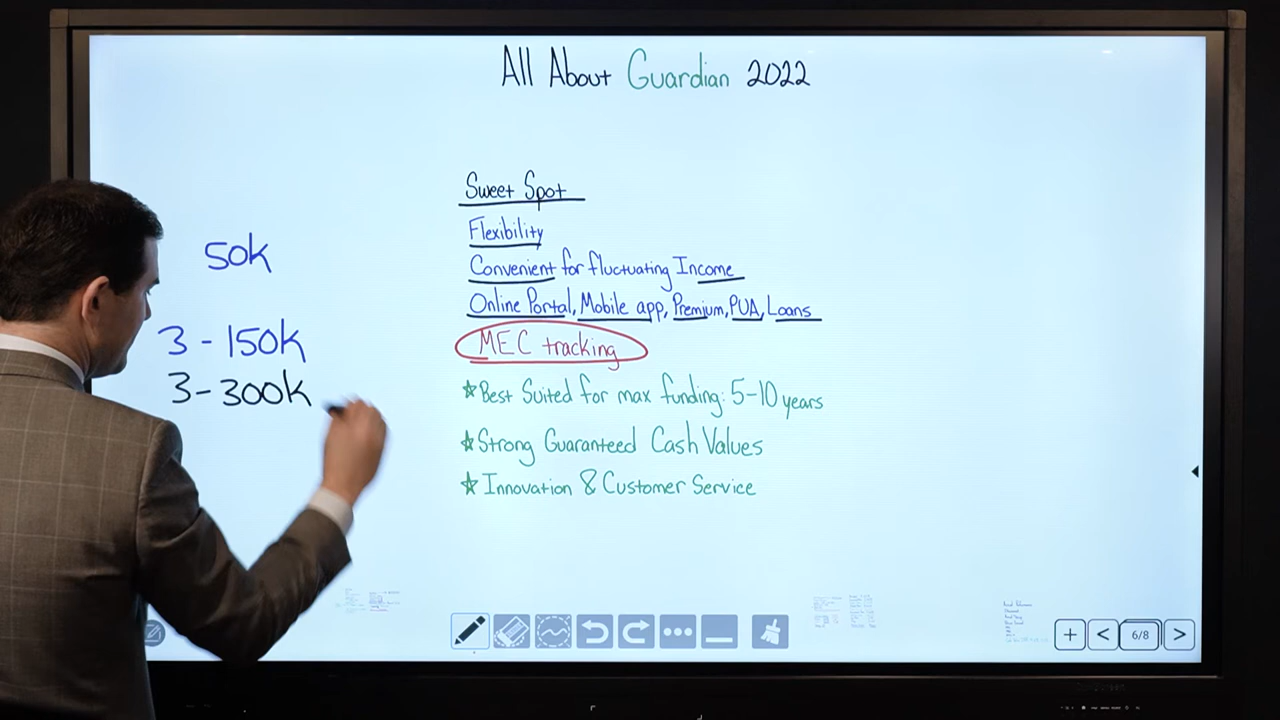 All About Guardian 2022
Sweet Spot
Flexibility
Convenient for fluctuating Income
Online Portal, Mobile app, Premium, PUA, Loans
MEC tracking
★Best Suited for max funding: 5-10 years
★Strong Guaranteed Cash Values
★Innovation & Customer Service
50k
3-150k
3-300k
6/8